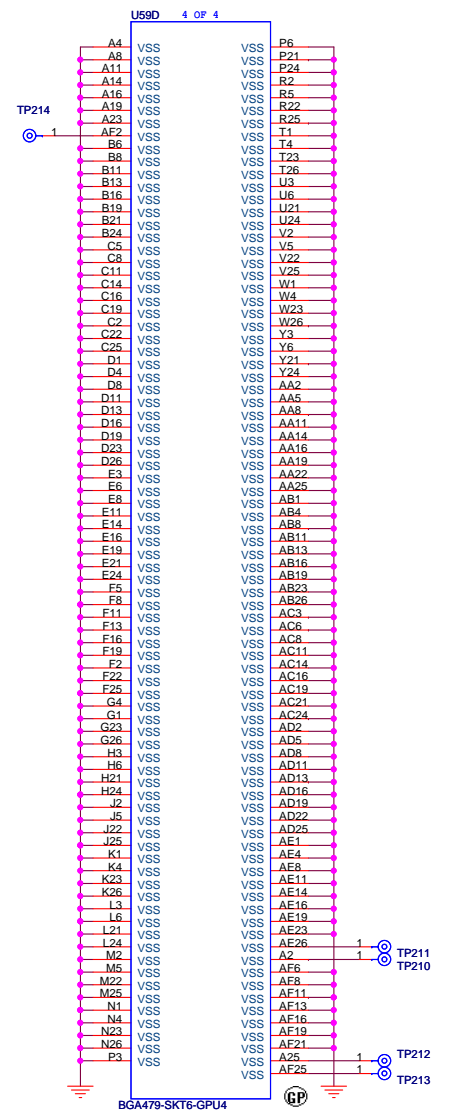 U59D 4 OF 4
A4 VSS VSS P6
A8 VSS VSS P21
A11 VSS VSS P24
A14 VSS VSS R2
A16 VSS VSS R5
A19 VSS VSS R22
TP214
A23 VSS VSS R25
1 AF2 VSS VSS T1
B6 VSS VSS T4
B8 VSS VSS T23
B11 VSS VSS T26
B13 VSS VSS U3
B16 VSS VSS U6
B19 VSS VSS U21
B21 VSS VSS U24
B24 VSS VSS V2
C5 VSS VSS V5
C8 VSS VSS V22
C11 VSS VSS V25
C14 VSS VSS W1
C16 VSS VSS W4
C19 VSS VSS W23
C2 VSS VSS W26
C22 VSS VSS Y3
C25 VSS VSS Y6
D1 VSS VSS Y21
D4 VSS VSS Y24
D8 VSS VSS AA2
D11 VSS VSS AA5
D13 VSS VSS AA8
D16 VSS VSS AA11
D19 VSS VSS AA14
D23 VSS VSS AA16
D26 VSS VSS AA19
E3 VSS VSS AA22
E6 VSS VSS AA25
E8 VSS VSS AB1
E11 VSS VSS AB4
E14 VSS VSS AB8
E16 VSS VSS AB11
E19 VSS VSS AB13
E21 VSS VSS AB16
E24 VSS VSS AB19
F5 VSS VSS AB23
F8 VSS VSS AB26
F11 VSS VSS AC3
F13 VSS VSS AC6
F16 VSS VSS AC8
F19 VSS VSS AC11
F2 VSS VSS AC14
F22 VSS VSS AC16
F25 VSS VSS AC19
G4 VSS VSS AC21
G1 VSS VSS AC24
G23 VSS VSS AD2
G26 VSS VSS AD5
H3 VSS VSS AD8
H6 VSS VSS AD11
H21 VSS VSS AD13
H24 VSS VSS AD16
J2 VSS VSS AD19
J5 VSS VSS AD22
J22 VSS VSS AD25
J25 VSS VSS AE1
K1 VSS VSS AE4
K4 VSS VSS AE8
K23 VSS VSS AE11
K26 VSS VSS AE14
L3 VSS VSS AE16
L6 VSS VSS AE19
L21 VSS VSS AE23
L24 VSS VSS AE26 1 TP211
M2 VSS VSS A2 1 TP210
M5 VSS VSS AF6
M22 VSS VSS AF8
M25 VSS VSS AF11
N1 VSS VSS AF13
N4 VSS VSS AF16
N23 VSS VSS AF19
N26 VSS VSS AF21
P3 VSS VSS A25 1 TP212
VSS AF25 1 TP213
GP
BGA479-SKT6-GPU4